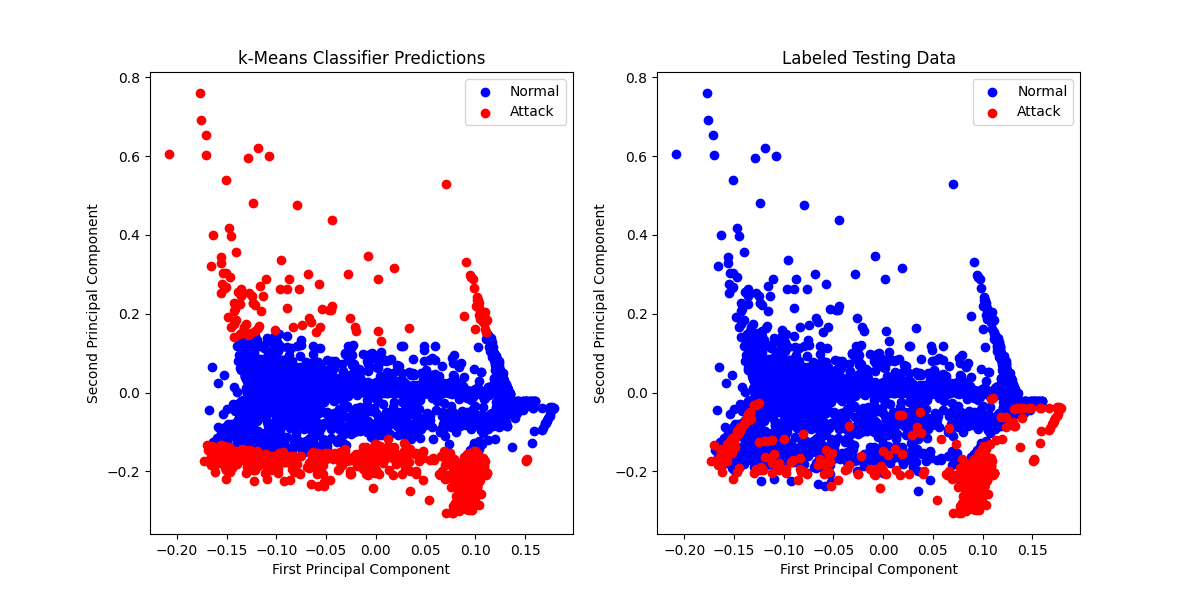 k-Means Classifier Predictions
Normal
Attack
0.8
0.6
0.4
0.2
0.0
−0.2
Second Principal Component
−0.20 −0.15 −0.10 −0.05 0.00 0.05 0.10 0.15
First Principal Component
Labeled Testing Data
Normal
Attack
0.8
0.6
0.4
0.2
0.0
−0.2
Second Principal Component
−0.20 −0.15 −0.10 −0.05 0.00 0.05 0.10 0.15
First Principal Component